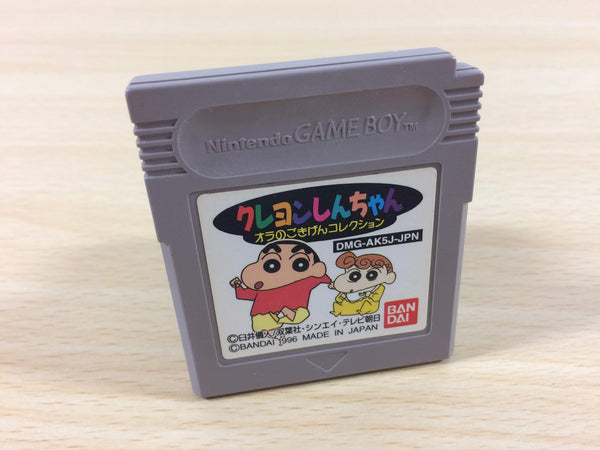 Nintendo GAME BOY™
クレヨンしんちゃん
オラのごきげんコレクション
DMG-AK5J-JPN
BAN
DAI
©臼井儀人/双葉社・シンエイ・テレビ朝日
©BANDAI 1996 MADE IN JAPAN